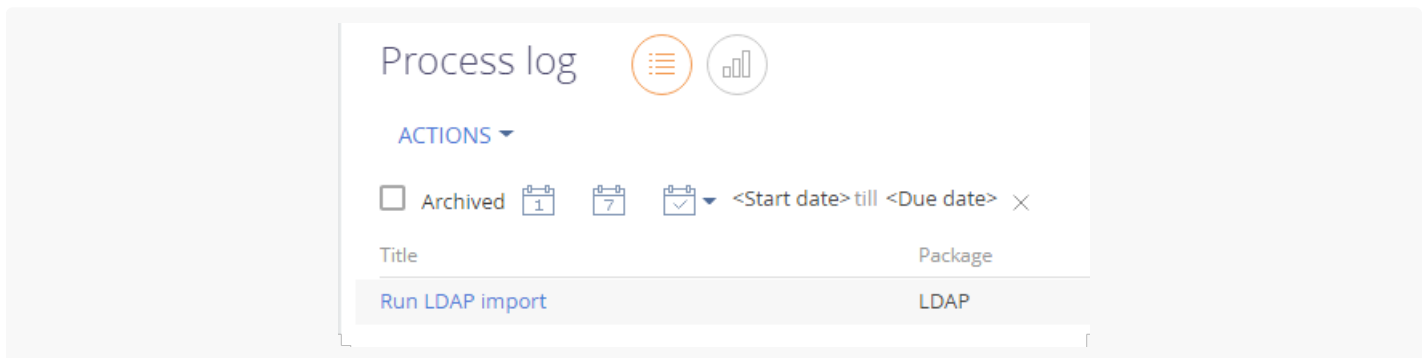 Process log
ACTIONS
Archived 1 7 <Start date> till <Due date>
Title Package
Run LDAP import LDAP